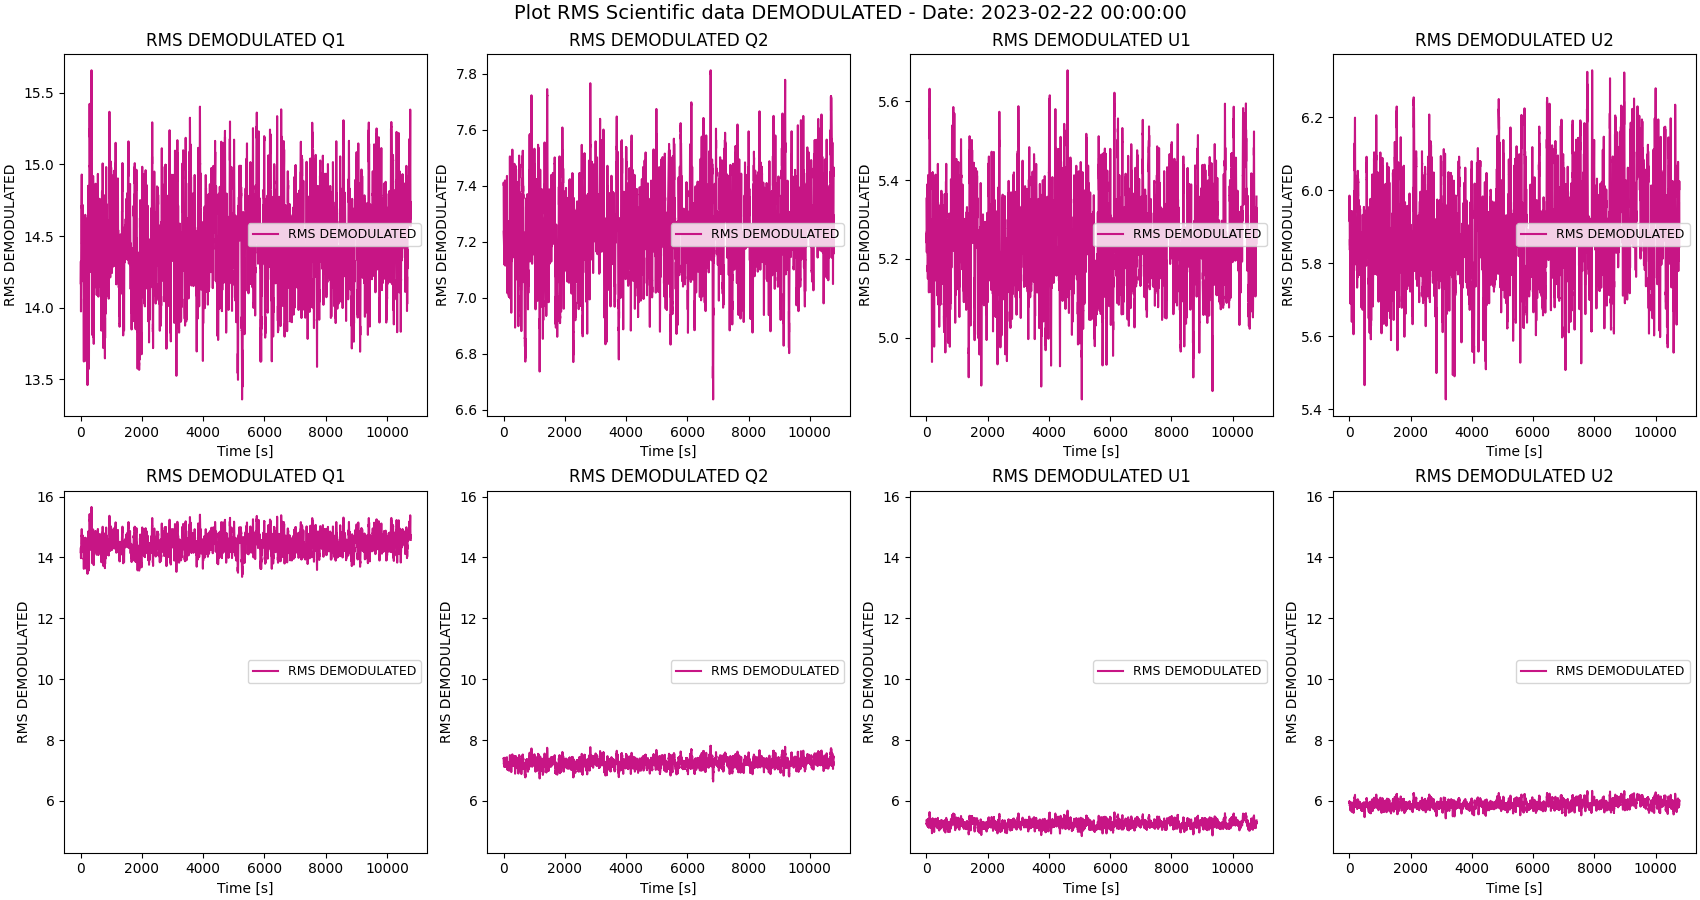 Plot RMS Scientific data DEMODULATED - Date: 2023-02-22 00:00:00
RMS DEMODULATED Q1
RMS DEMODULATED
15.5
15.0
14.5
14.0
13.5
RMS DEMODULATED
0 2000 4000 6000 8000 10000
Time [s]
RMS DEMODULATED Q2
RMS DEMODULATED
7.8
7.6
7.4
7.2
7.0
6.8
6.6
RMS DEMODULATED
0 2000 4000 6000 8000 10000
Time [s]
RMS DEMODULATED U1
RMS DEMODULATED
5.6
5.4
5.2
5.0
RMS DEMODULATED
0 2000 4000 6000 8000 10000
Time [s]
RMS DEMODULATED U2
RMS DEMODULATED
6.2
6.0
5.8
5.6
5.4
RMS DEMODULATED
0 2000 4000 6000 8000 10000
Time [s]
RMS DEMODULATED Q1
RMS DEMODULATED
16
14
12
10
8
6
RMS DEMODULATED
0 2000 4000 6000 8000 10000
Time [s]
RMS DEMODULATED Q2
RMS DEMODULATED
16
14
12
10
8
6
RMS DEMODULATED
0 2000 4000 6000 8000 10000
Time [s]
RMS DEMODULATED U1
RMS DEMODULATED
16
14
12
10
8
6
RMS DEMODULATED
0 2000 4000 6000 8000 10000
Time [s]
RMS DEMODULATED U2
RMS DEMODULATED
16
14
12
10
8
6
RMS DEMODULATED
0 2000 4000 6000 8000 10000
Time [s]